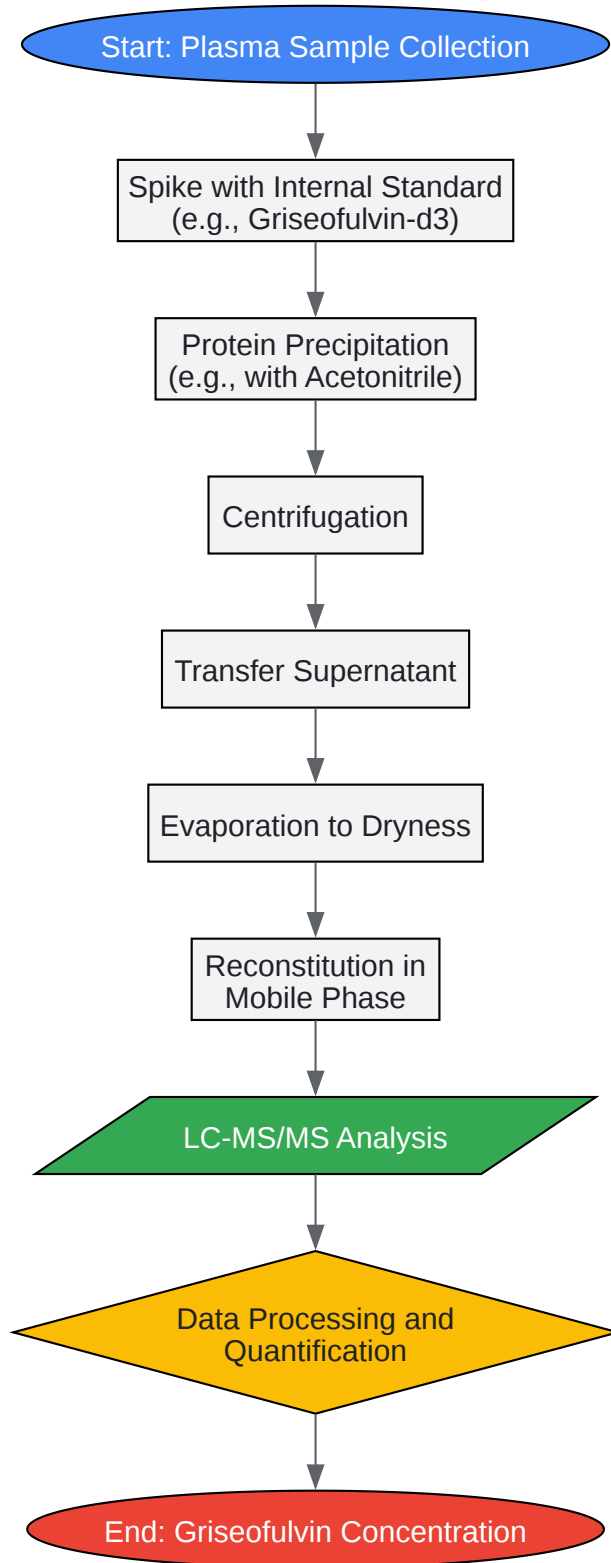 Start: Plasma Sample Collection
Spike with Internal Standard
(e.g., Griseofulvin-d3)
Protein Precipitation
(e.g., with Acetonitrile)
Centrifugation
Transfer Supernatant
Evaporation to Dryness
Reconstitution in
Mobile Phase
LC-MS/MS Analysis
Data Processing and
Quantification
End: Griseofulvin Concentration